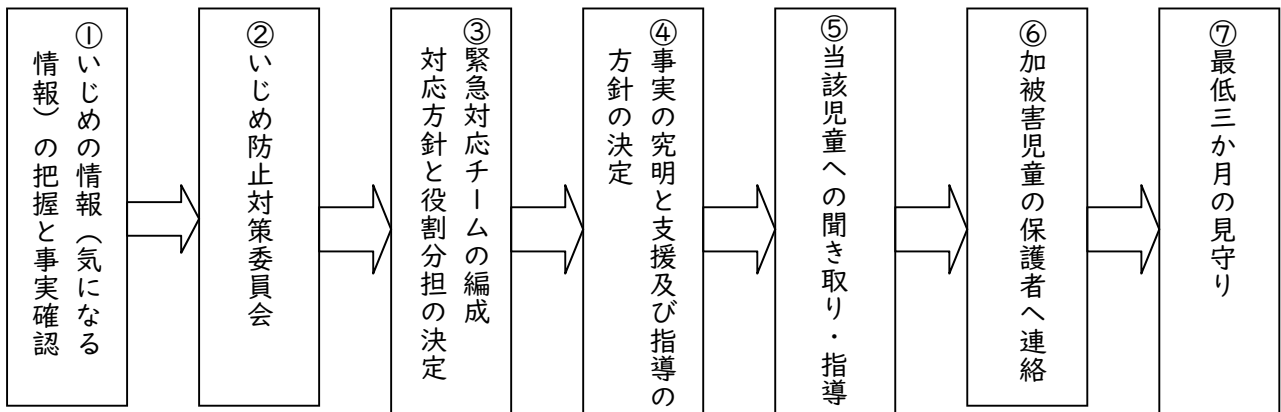 ①いじめの情報（気になる
情報）の把握と事実確認
②いじめ防止対策委員会
③緊急対応チームの編成
対応方針と役割分担の決定
④事実の究明と支援及び指導の
方針の決定
⑤当該児童への聞き取り・指導
⑥加被害児童の保護者へ連絡
⑦最低三か月の見守り